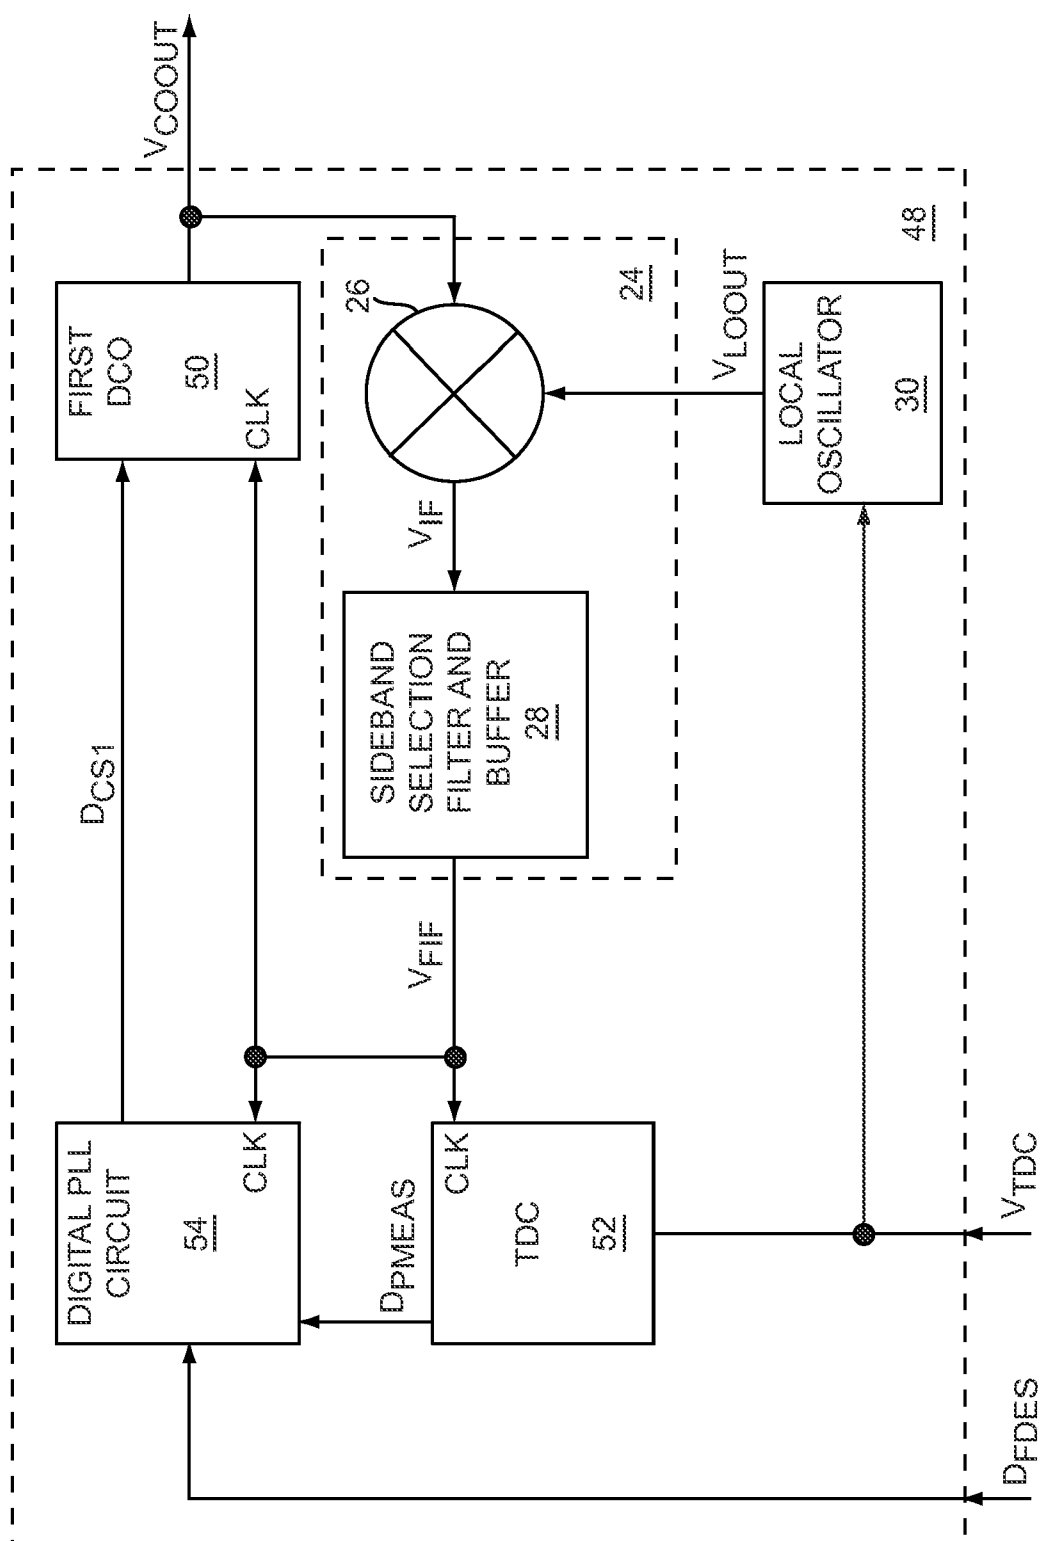 DIGITAL PLL
CIRCUIT
54
CLK
DCS1
FIRST
DCO
50
CLK
VCOOUT
DPMEAS
CLK
TDC
52
VFIF
SIDEBAND
SELECTION
FILTER AND
BUFFER
28
VIF
26
24
VLOOUT
LOCAL
OSCILLATOR
30
48
DFDES
VTDC